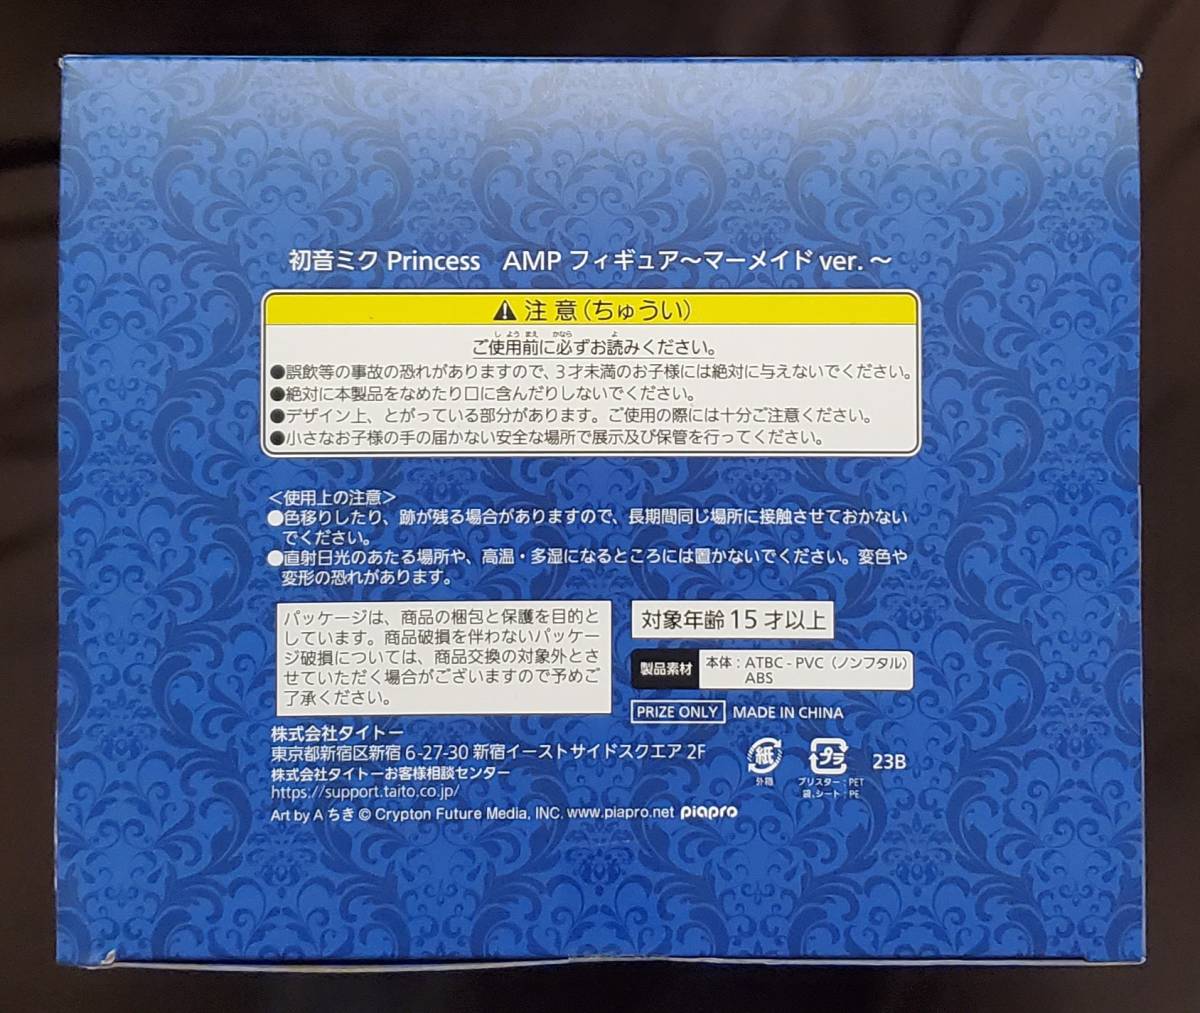 初音ミク Princess AMP フィギュア～マーメイド ver. ～
⚠ 注意(ちゅうい)
しようまえ かなら よ
ご使用前に必ずお読みください。
●誤飲等の事故の恐れがありますので、3才未満のお子様には絶対に与えないでください。
●絶対に本製品をなめたり口に含んだりしないでください。
●デザイン上、とがっている部分があります。ご使用の際には十分ご注意ください。
●小さなお子様の手の届かない安全な場所で展示及び保管を行ってください。
＜使用上の注意＞
●色移りしたり、跡が残る場合がありますので、長期間同じ場所に接触させておかない
でください。
●直射日光のあたる場所や、高温・多湿になるところには置かないでください。変色や
変形の恐れがあります。
パッケージは、商品の梱包と保護を目的と
しています。商品破損を伴わないパッケー
ジ破損については、商品交換の対象外とさ
せていただく場合がございますので予めご
了承ください。
対象年齢 15 才以上
製品素材
本体：ATBC - PVC（ノンフタル）
ABS
PRIZE ONLY MADE IN CHINA
株式会社タイトー
東京都新宿区新宿 6-27-30 新宿イーストサイドスクエア 2F
株式会社タイトーお客様相談センター
https://support.taito.co.jp/
Art by A ちき © Crypton Future Media, INC. www.piapro.net piapro
紙
外箱
プラ
ブリスター：PET
袋、シート：PE
23B